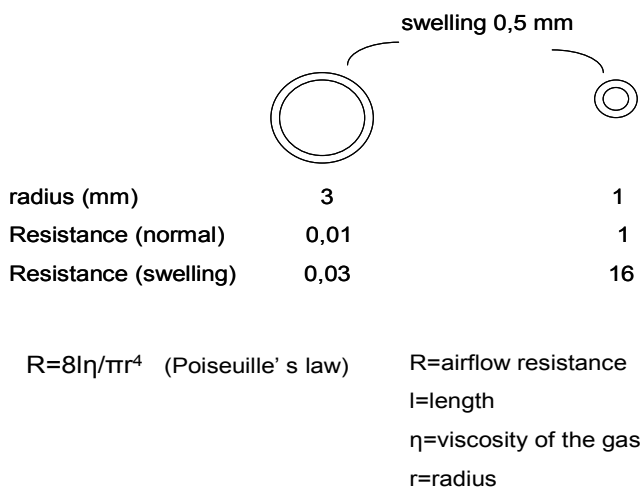 swelling 0,5 mm
radius (mm) 3 1
Resistance (normal) 0,01 1
Resistance (swelling) 0,03 16
R=8lη/πr⁴ (Poiseuille’ s law)
R=airflow resistance
l=length
η=viscosity of the gas
r=radius